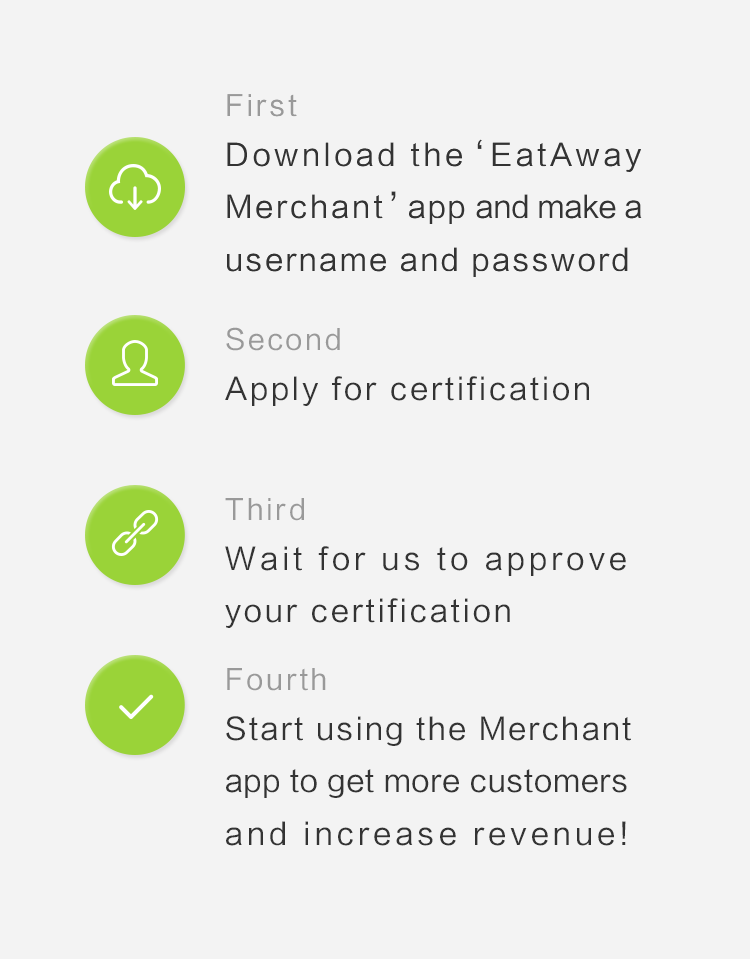 First
Download the ‘EatAway
Merchant’ app and make a
username and password
Second
Apply for certification
Third
Wait for us to approve
your certification
Fourth
Start using the Merchant
app to get more customers
and increase revenue!